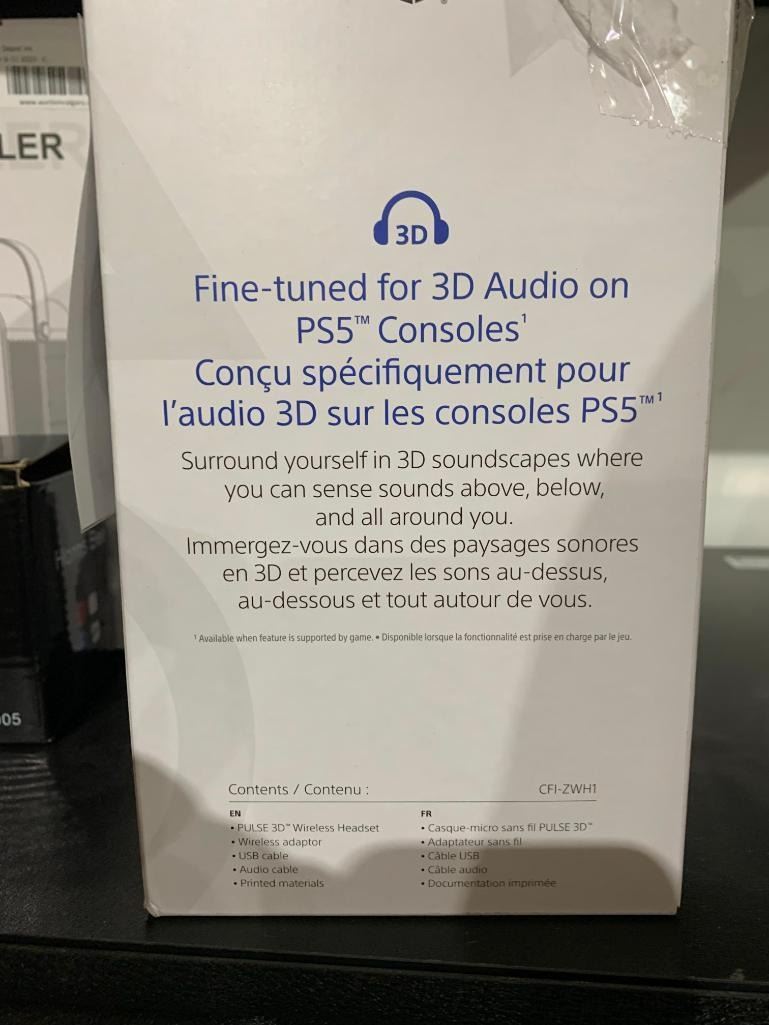 LER
3D
Fine-tuned for 3D Audio on
PS5™ Consoles¹
Conçu spécifiquement pour
l'audio 3D sur les consoles PS5™¹
Surround yourself in 3D soundscapes where
you can sense sounds above, below,
and all around you.
Immergez-vous dans des paysages sonores
en 3D et percevez les sons au-dessus,
au-dessous et tout autour de vous.
¹ Available when feature is supported by game. • Disponible lorsque la fonctionnalité est prise en charge par le jeu.
05
Contents / Contenu :
CFI-ZWH1
EN
• PULSE 3D™ Wireless Headset
• Wireless adaptor
• USB cable
• Audio cable
• Printed materials
FR
• Casque-micro sans fil PULSE 3D™
• Adaptateur sans fil
• Câble USB
• Câble audio
• Documentation imprimée